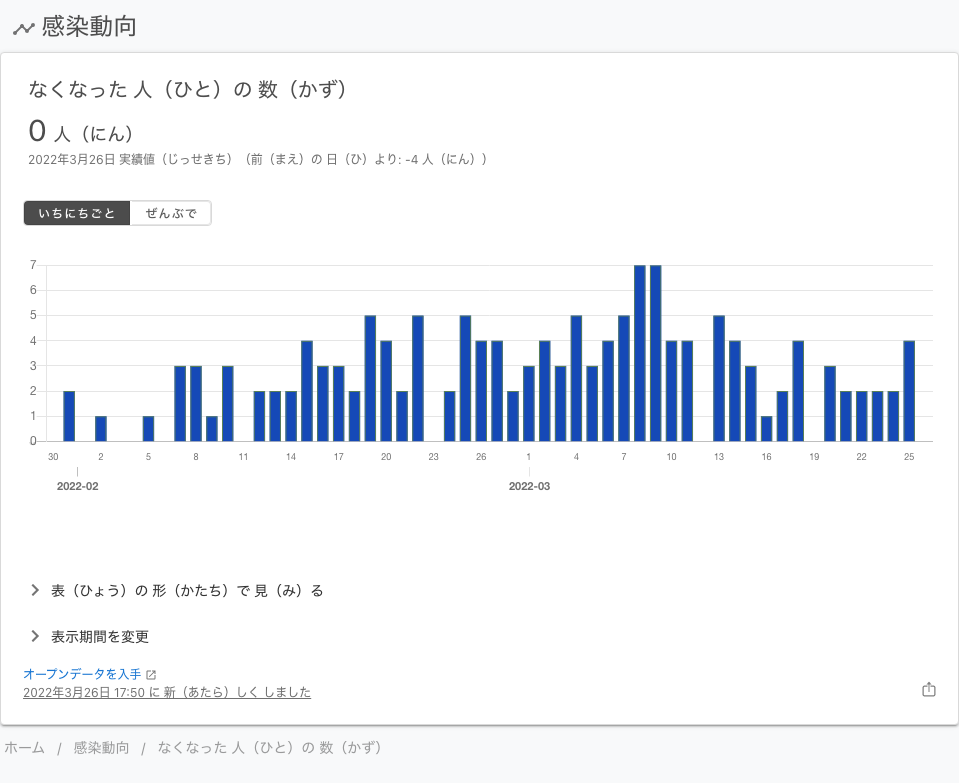 感染動向
なくなった 人（ひと）の 数（かず）
0 人（にん）
2022年3月26日 実績値（じっせきち）（前（まえ）の 日（ひ）より: -4 人（にん））
いちにちごと ぜんぶで
7
6
5
4
3
2
1
0
30 2 5 8 11 14 17 20 23 26 1 4 7 10 13 16 19 22 25
2022-02 2022-03
表（ひょう）の 形（かたち）で 見（み）る
表示期間を変更
オープンデータを入手
2022年3月26日 17:50 に 新（あたら）しく しました
ホーム / 感染動向 / なくなった 人（ひと）の 数（かず）